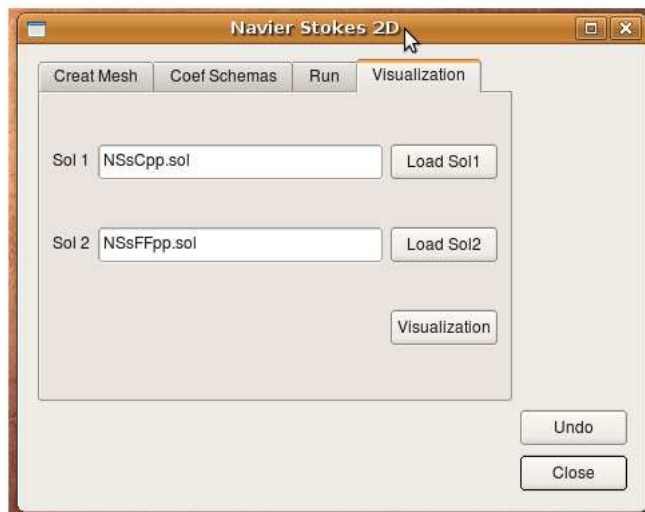 Navier Stokes 2D
Creat Mesh Coef Schemas Run Visualization
Sol 1 NSsCpp.sol Load Sol1
Sol 2 NSsFFpp.sol Load Sol2
Visualization
Undo
Close